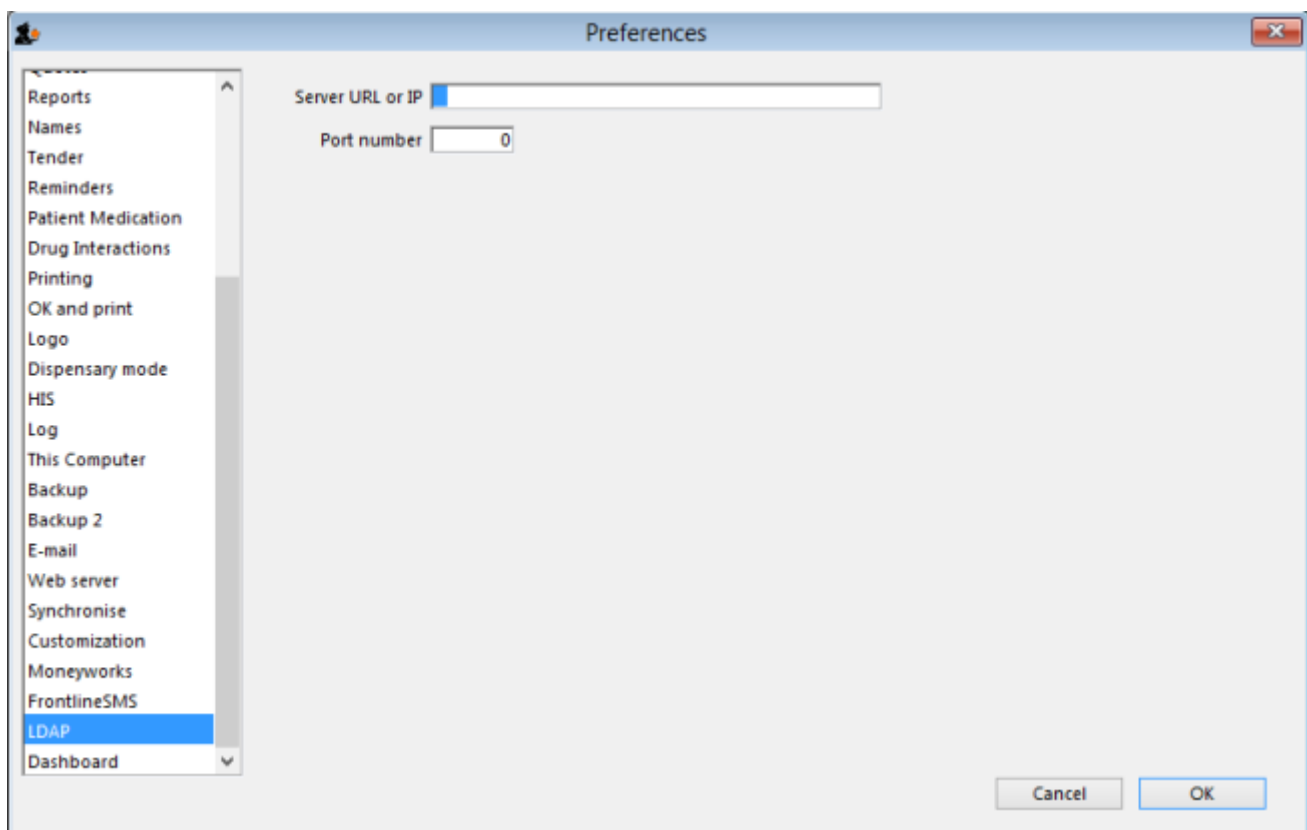 Preferences
Reports
Names
Tender
Reminders
Patient Medication
Drug Interactions
Printing
OK and print
Logo
Dispensary mode
HIS
Log
This Computer
Backup
Backup 2
E-mail
Web server
Synchronise
Customization
Moneyworks
FrontlineSMS
LDAP
Dashboard
Server URL or IP
Port number 0
Cancel OK